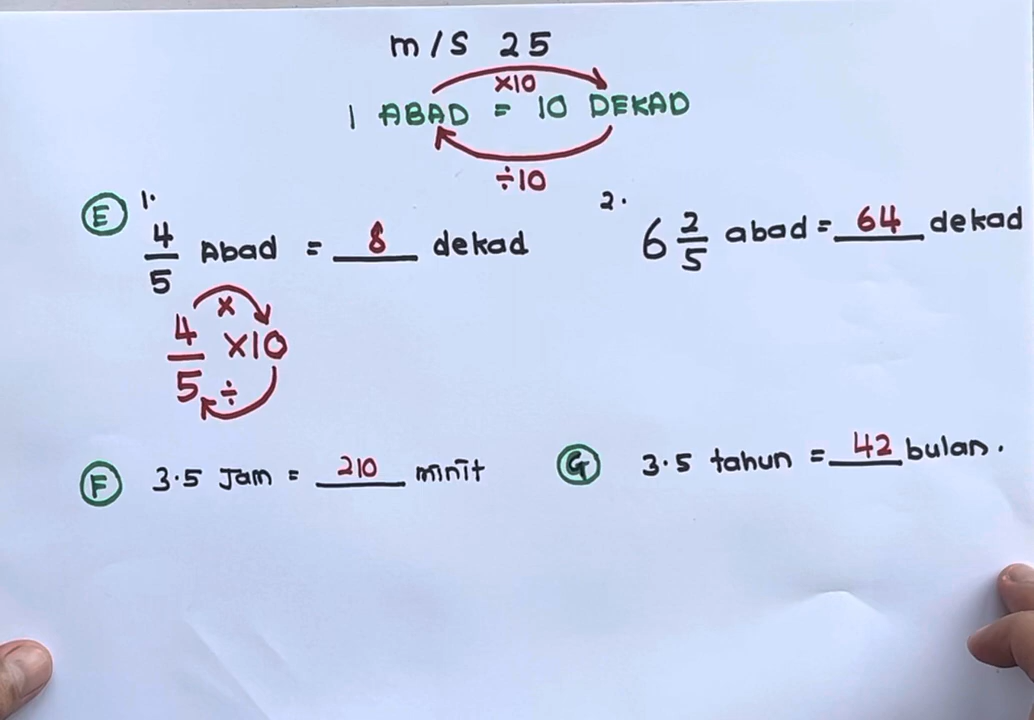 m/s 25
×10
1 ABAD = 10 DEKAD
÷10
E 1. 4/5 Abad = 8 dekad
2. 6 2/5 abad = 64 dekad
×
4/5 ×10
÷
F 3.5 Jam = 210 minit
G 3.5 tahun = 42 bulan.